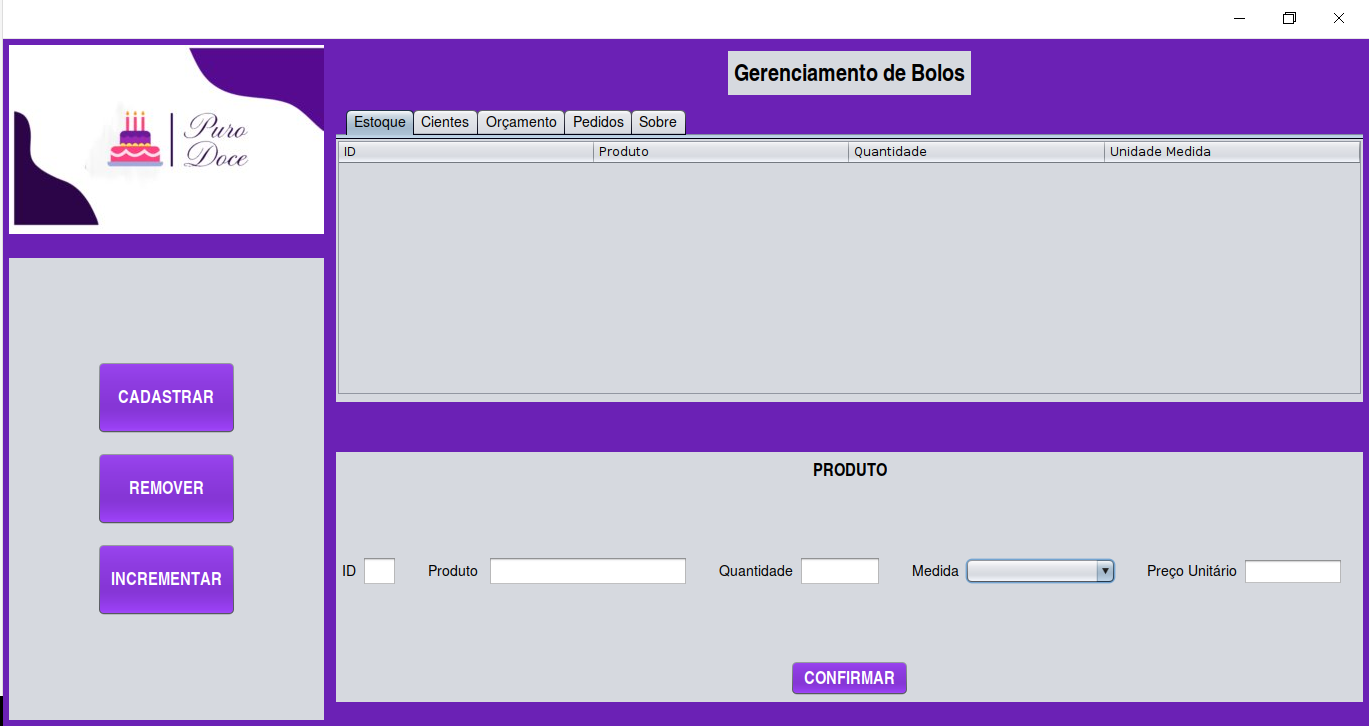 Puro
Doce
Gerenciamento de Bolos
Estoque Cientes Orçamento Pedidos Sobre
ID Produto Quantidade Unidade Medida
CADASTRAR
REMOVER
INCREMENTAR
PRODUTO
ID Produto Quantidade Medida Preço Unitário
CONFIRMAR